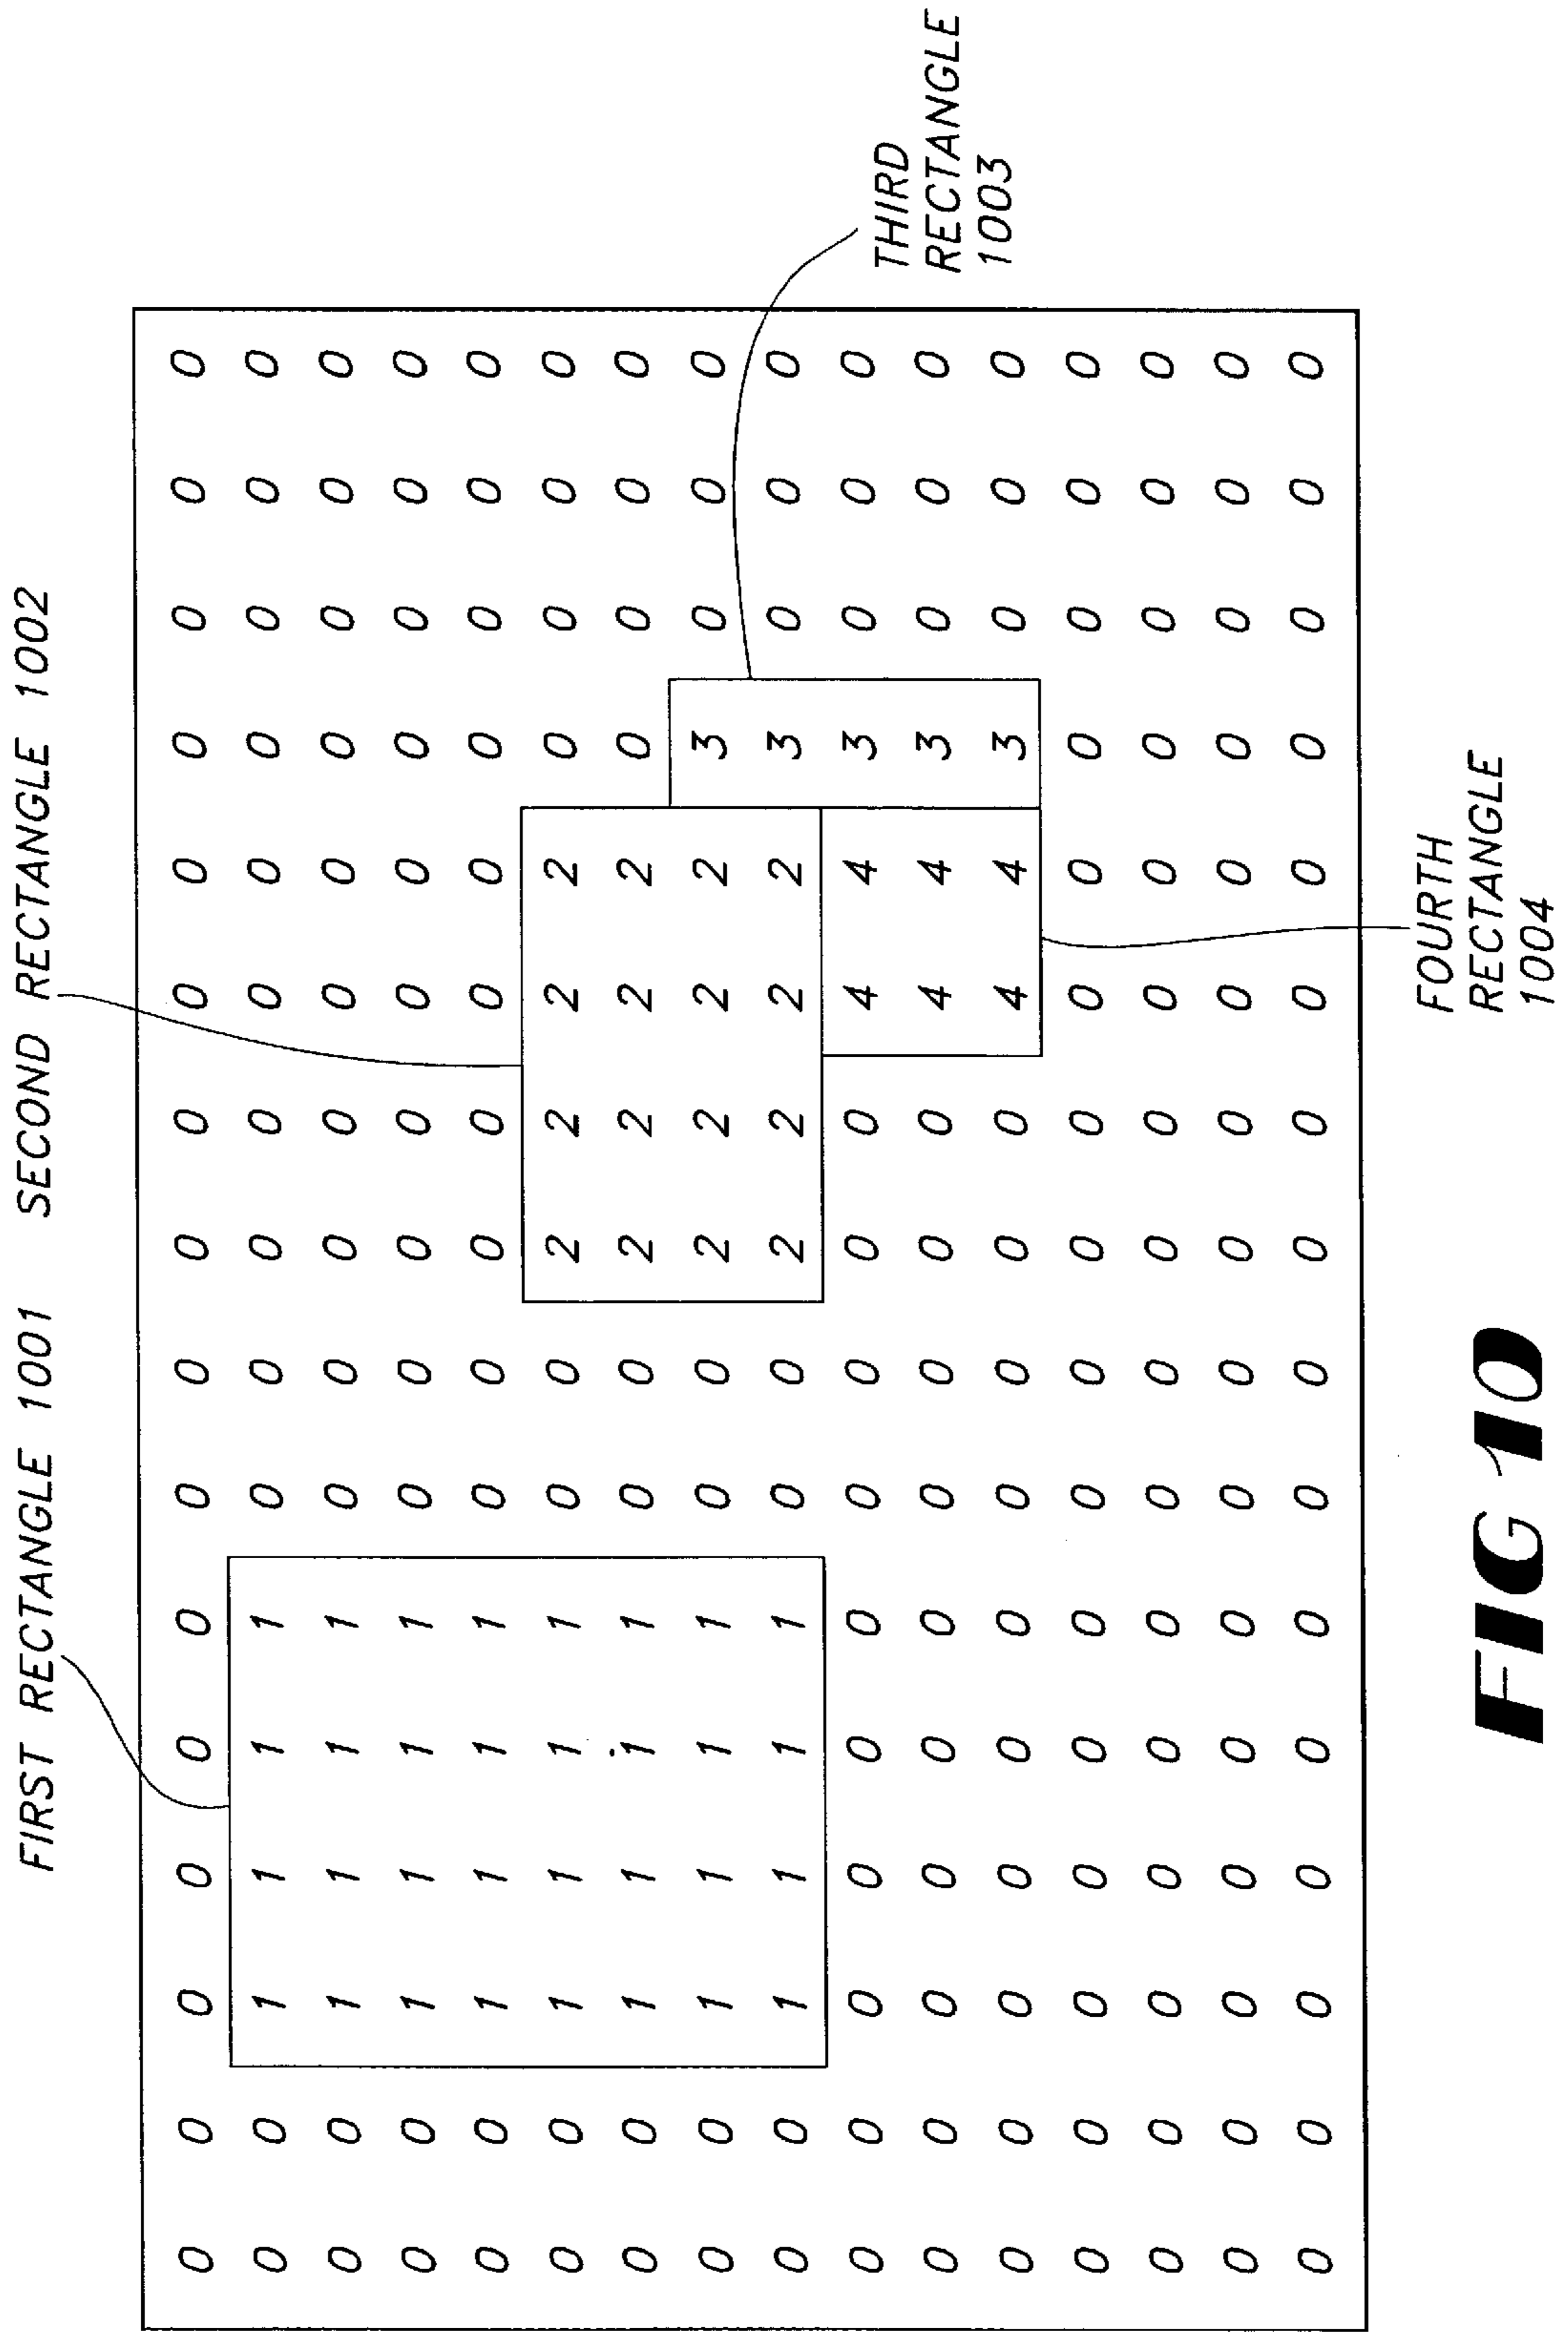 FIRST RECTANGLE 1001 SECOND RECTANGLE 1002
0 0 0 0 0 0 0 0 0 0 0 0 0 0 0 0
0 0 1 1 1 1 0 0 0 0 0 0 0 0 0 0
0 0 1 1 1 1 0 0 0 0 0 0 0 0 0 0
0 0 1 1 1 1 0 0 0 0 0 0 0 0 0 0
0 0 1 1 1 1 0 0 0 0 0 0 0 0 0 0
0 0 1 1 1 1 0 0 2 2 2 2 0 0 0 0
0 0 1 1 1 1 0 0 2 2 2 2 0 0 0 0
0 0 1 1 1 1 0 0 2 2 2 2 3 0 0 0
0 0 1 1 1 1 0 0 2 2 2 2 3 0 0 0
0 0 0 0 0 0 0 0 0 0 4 4 3 0 0 0
0 0 0 0 0 0 0 0 0 0 4 4 3 0 0 0
0 0 0 0 0 0 0 0 0 0 4 4 3 0 0 0
0 0 0 0 0 0 0 0 0 0 0 0 0 0 0 0
0 0 0 0 0 0 0 0 0 0 0 0 0 0 0 0
0 0 0 0 0 0 0 0 0 0 0 0 0 0 0 0
0 0 0 0 0 0 0 0 0 0 0 0 0 0 0 0
THIRD
RECTANGLE
1003
FOURTH
RECTANGLE
1004
FIG 10